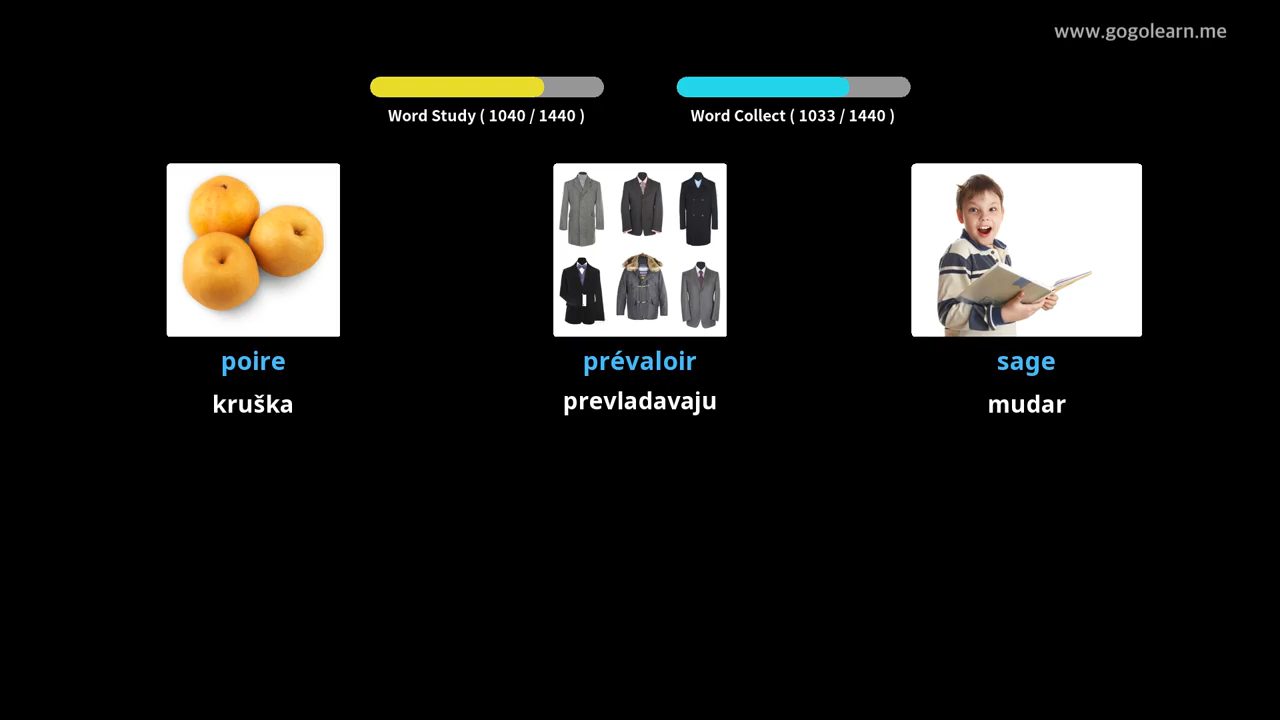 www.gogolearn.me
Word Study ( 1040 / 1440 )
Word Collect ( 1033 / 1440 )
poire
prévaloir
sage
kruška
prevladavaju
mudar